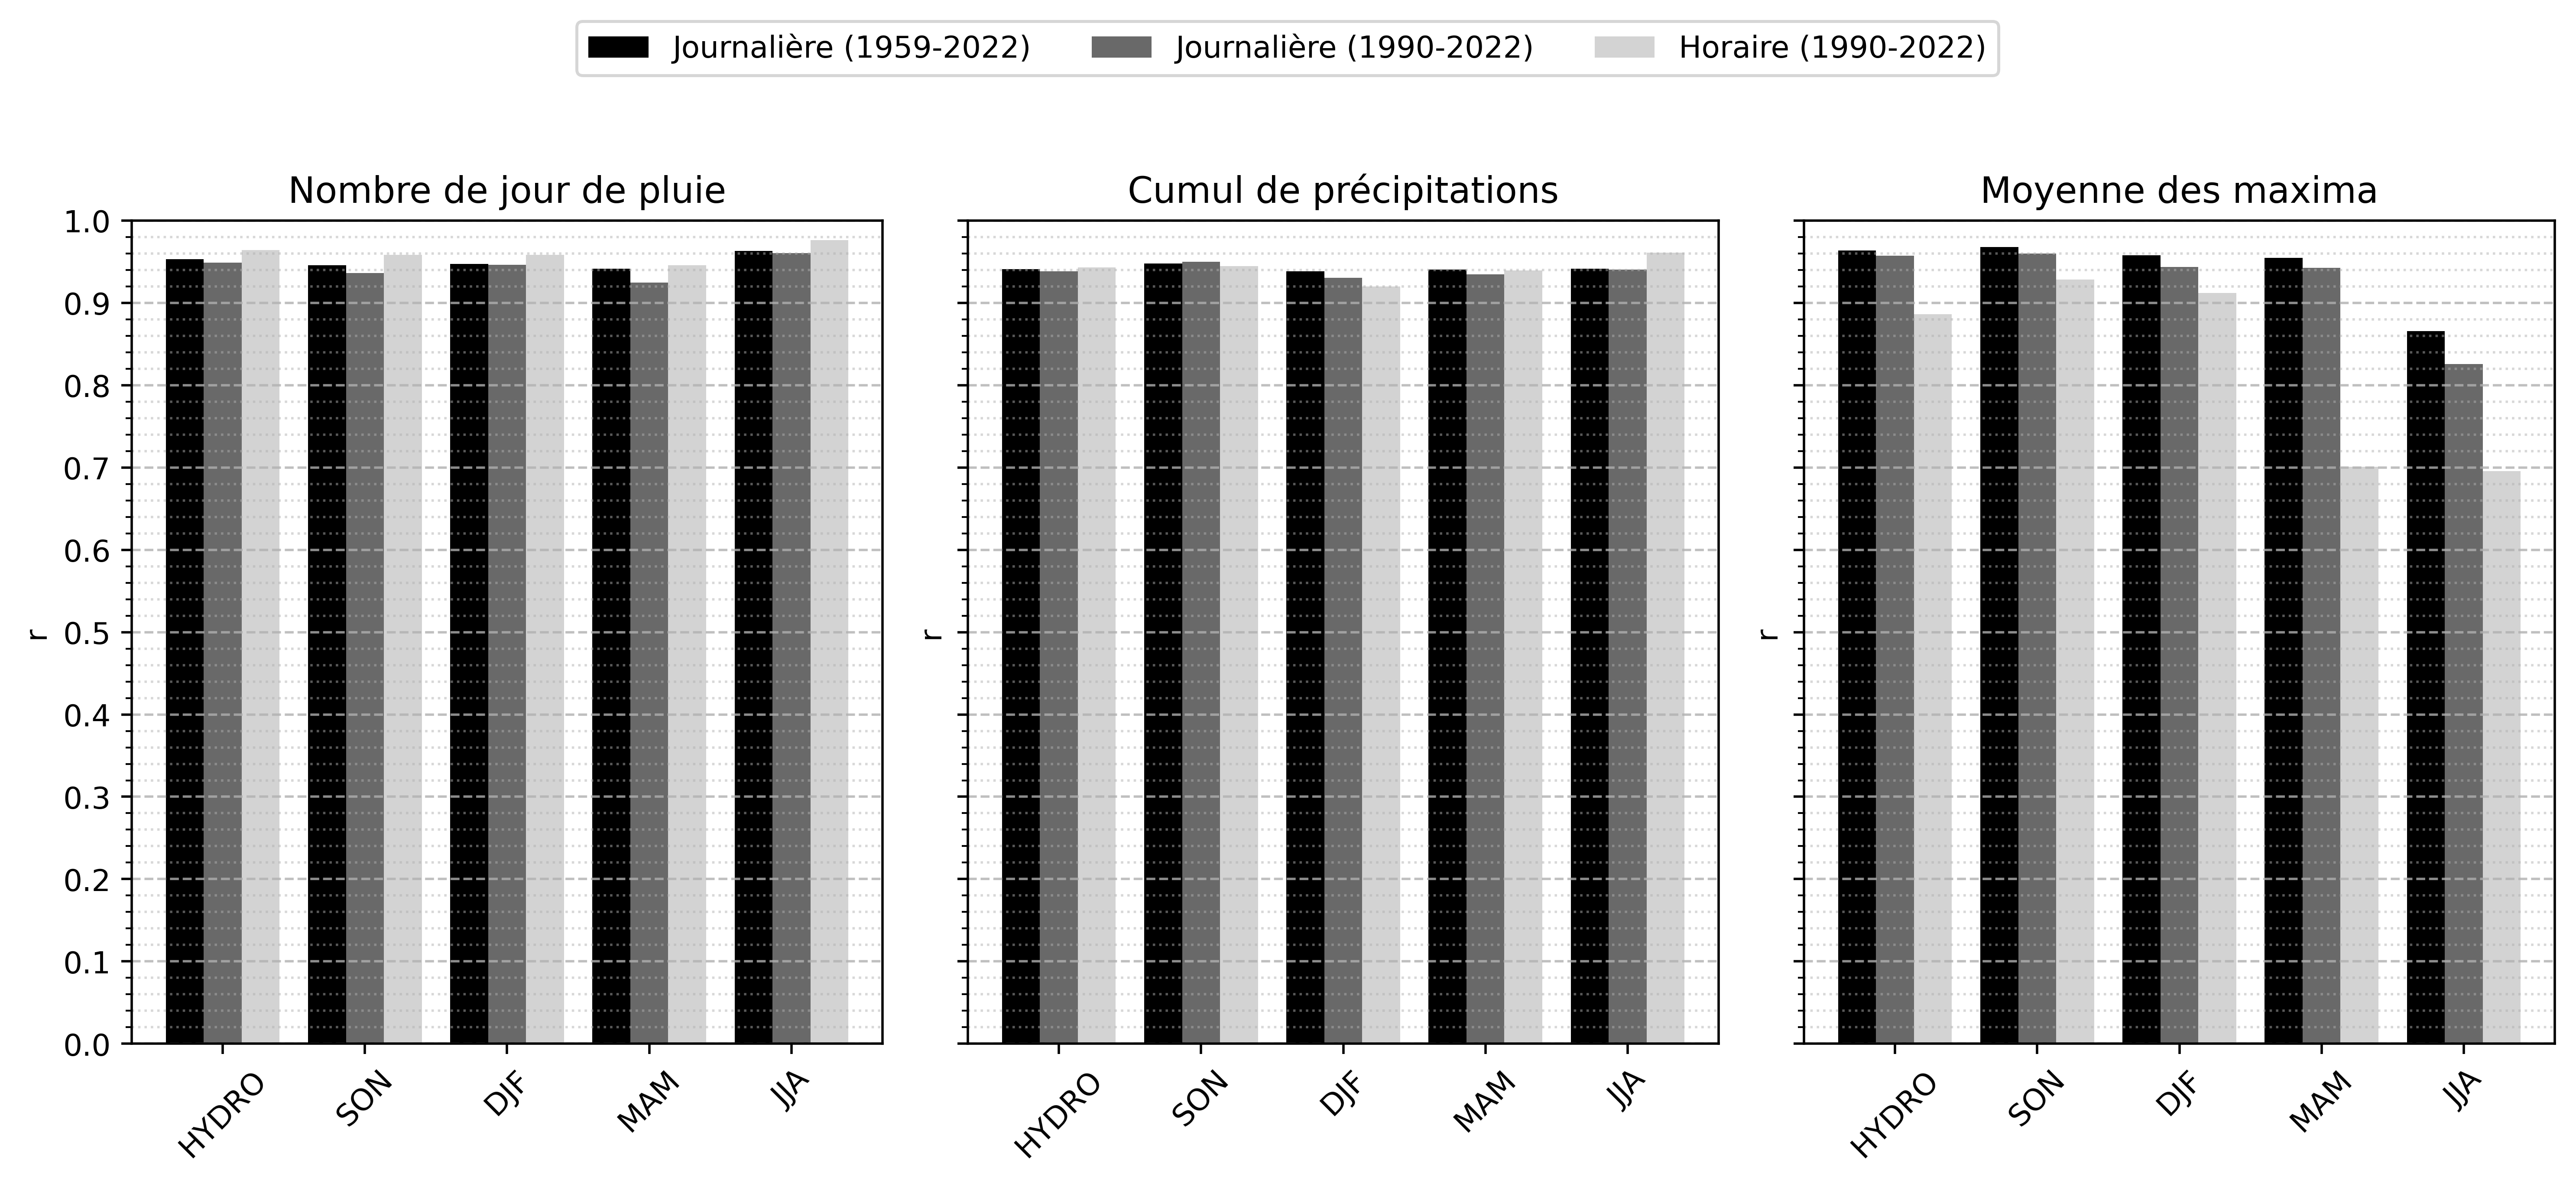 Journalière (1959-2022) Journalière (1990-2022) Horaire (1990-2022)
Nombre de jour de pluie
1.0
0.9
0.8
0.7
0.6
0.5
0.4
0.3
0.2
0.1
0.0
r
HYDRO SON DJF MAM JJA
Cumul de précipitations
r
HYDRO SON DJF MAM JJA
Moyenne des maxima
r
HYDRO SON DJF MAM JJA